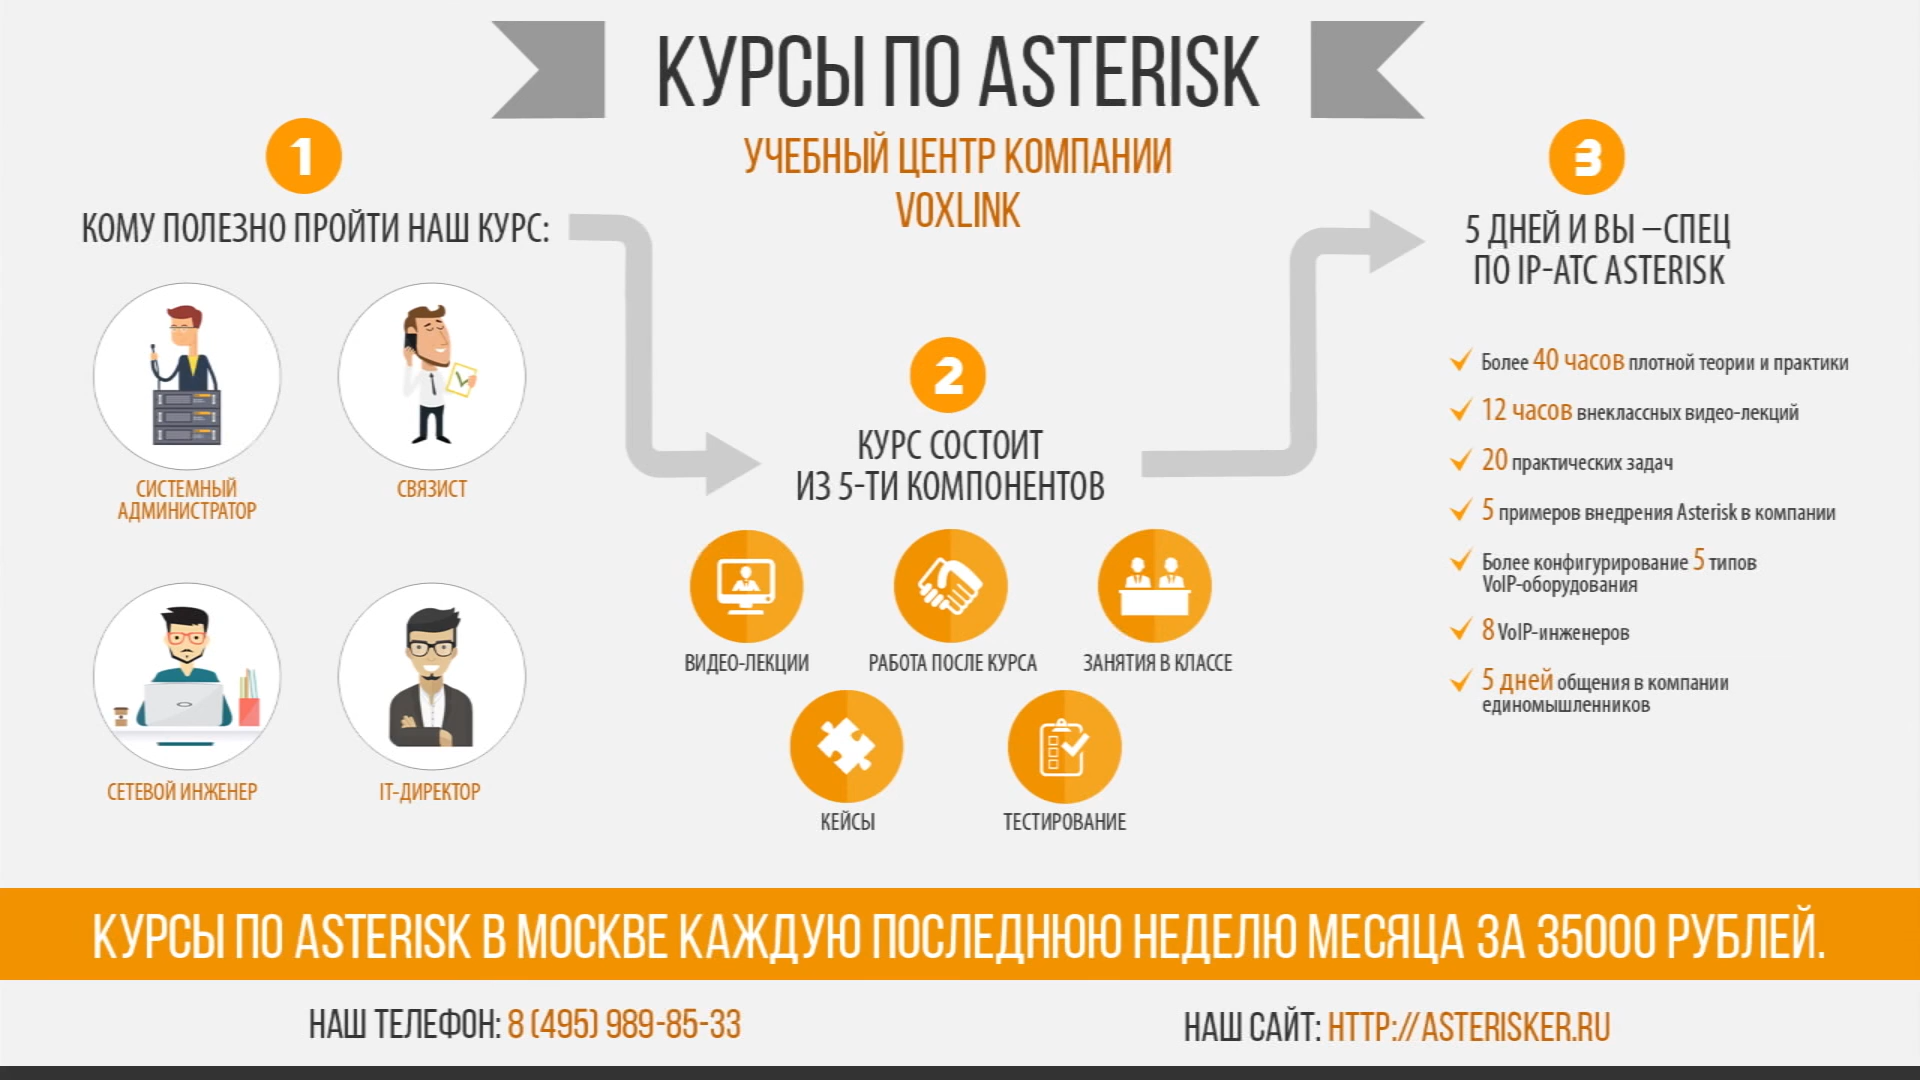 КУРСЫ ПО ASTERISK
УЧЕБНЫЙ ЦЕНТР КОМПАНИИ
VOXLINK
1
КОМУ ПОЛЕЗНО ПРОЙТИ НАШ КУРС:
СИСТЕМНЫЙ
АДМИНИСТРАТОР
СВЯЗИСТ
СЕТЕВОЙ ИНЖЕНЕР
IT-ДИРЕКТОР
2
КУРС СОСТОИТ
ИЗ 5-ТИ КОМПОНЕНТОВ
ВИДЕО-ЛЕКЦИИ
РАБОТА ПОСЛЕ КУРСА
ЗАНЯТИЯ В КЛАССЕ
КЕЙСЫ
ТЕСТИРОВАНИЕ
3
5 ДНЕЙ И ВЫ –СПЕЦ
ПО IP-АТС ASTERISK
Более 40 часов плотной теории и практики
12 часов внеклассных видео-лекций
20 практических задач
5 примеров внедрения Asterisk в компании
Более конфигурирование 5 типов
VoIP-оборудования
8 VoIP-инженеров
5 дней общения в компании
единомышленников
КУРСЫ ПО ASTERISK В МОСКВЕ КАЖДУЮ ПОСЛЕДНЮЮ НЕДЕЛЮ МЕСЯЦА ЗА 35000 РУБЛЕЙ.
НАШ ТЕЛЕФОН: 8 (495) 989-85-33
НАШ САЙТ: HTTP://ASTERISKER.RU